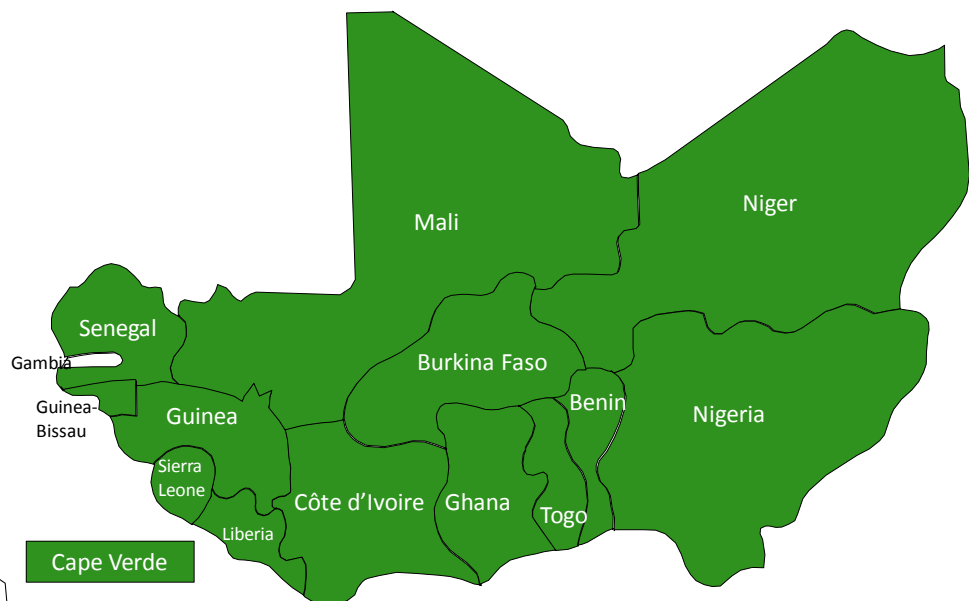 Mali
Niger
Senegal
Gambia
Burkina Faso
Guinea-
Bissau
Guinea
Benin
Nigeria
Sierra
Leone
Côte d’Ivoire
Ghana
Togo
Liberia
Cape Verde